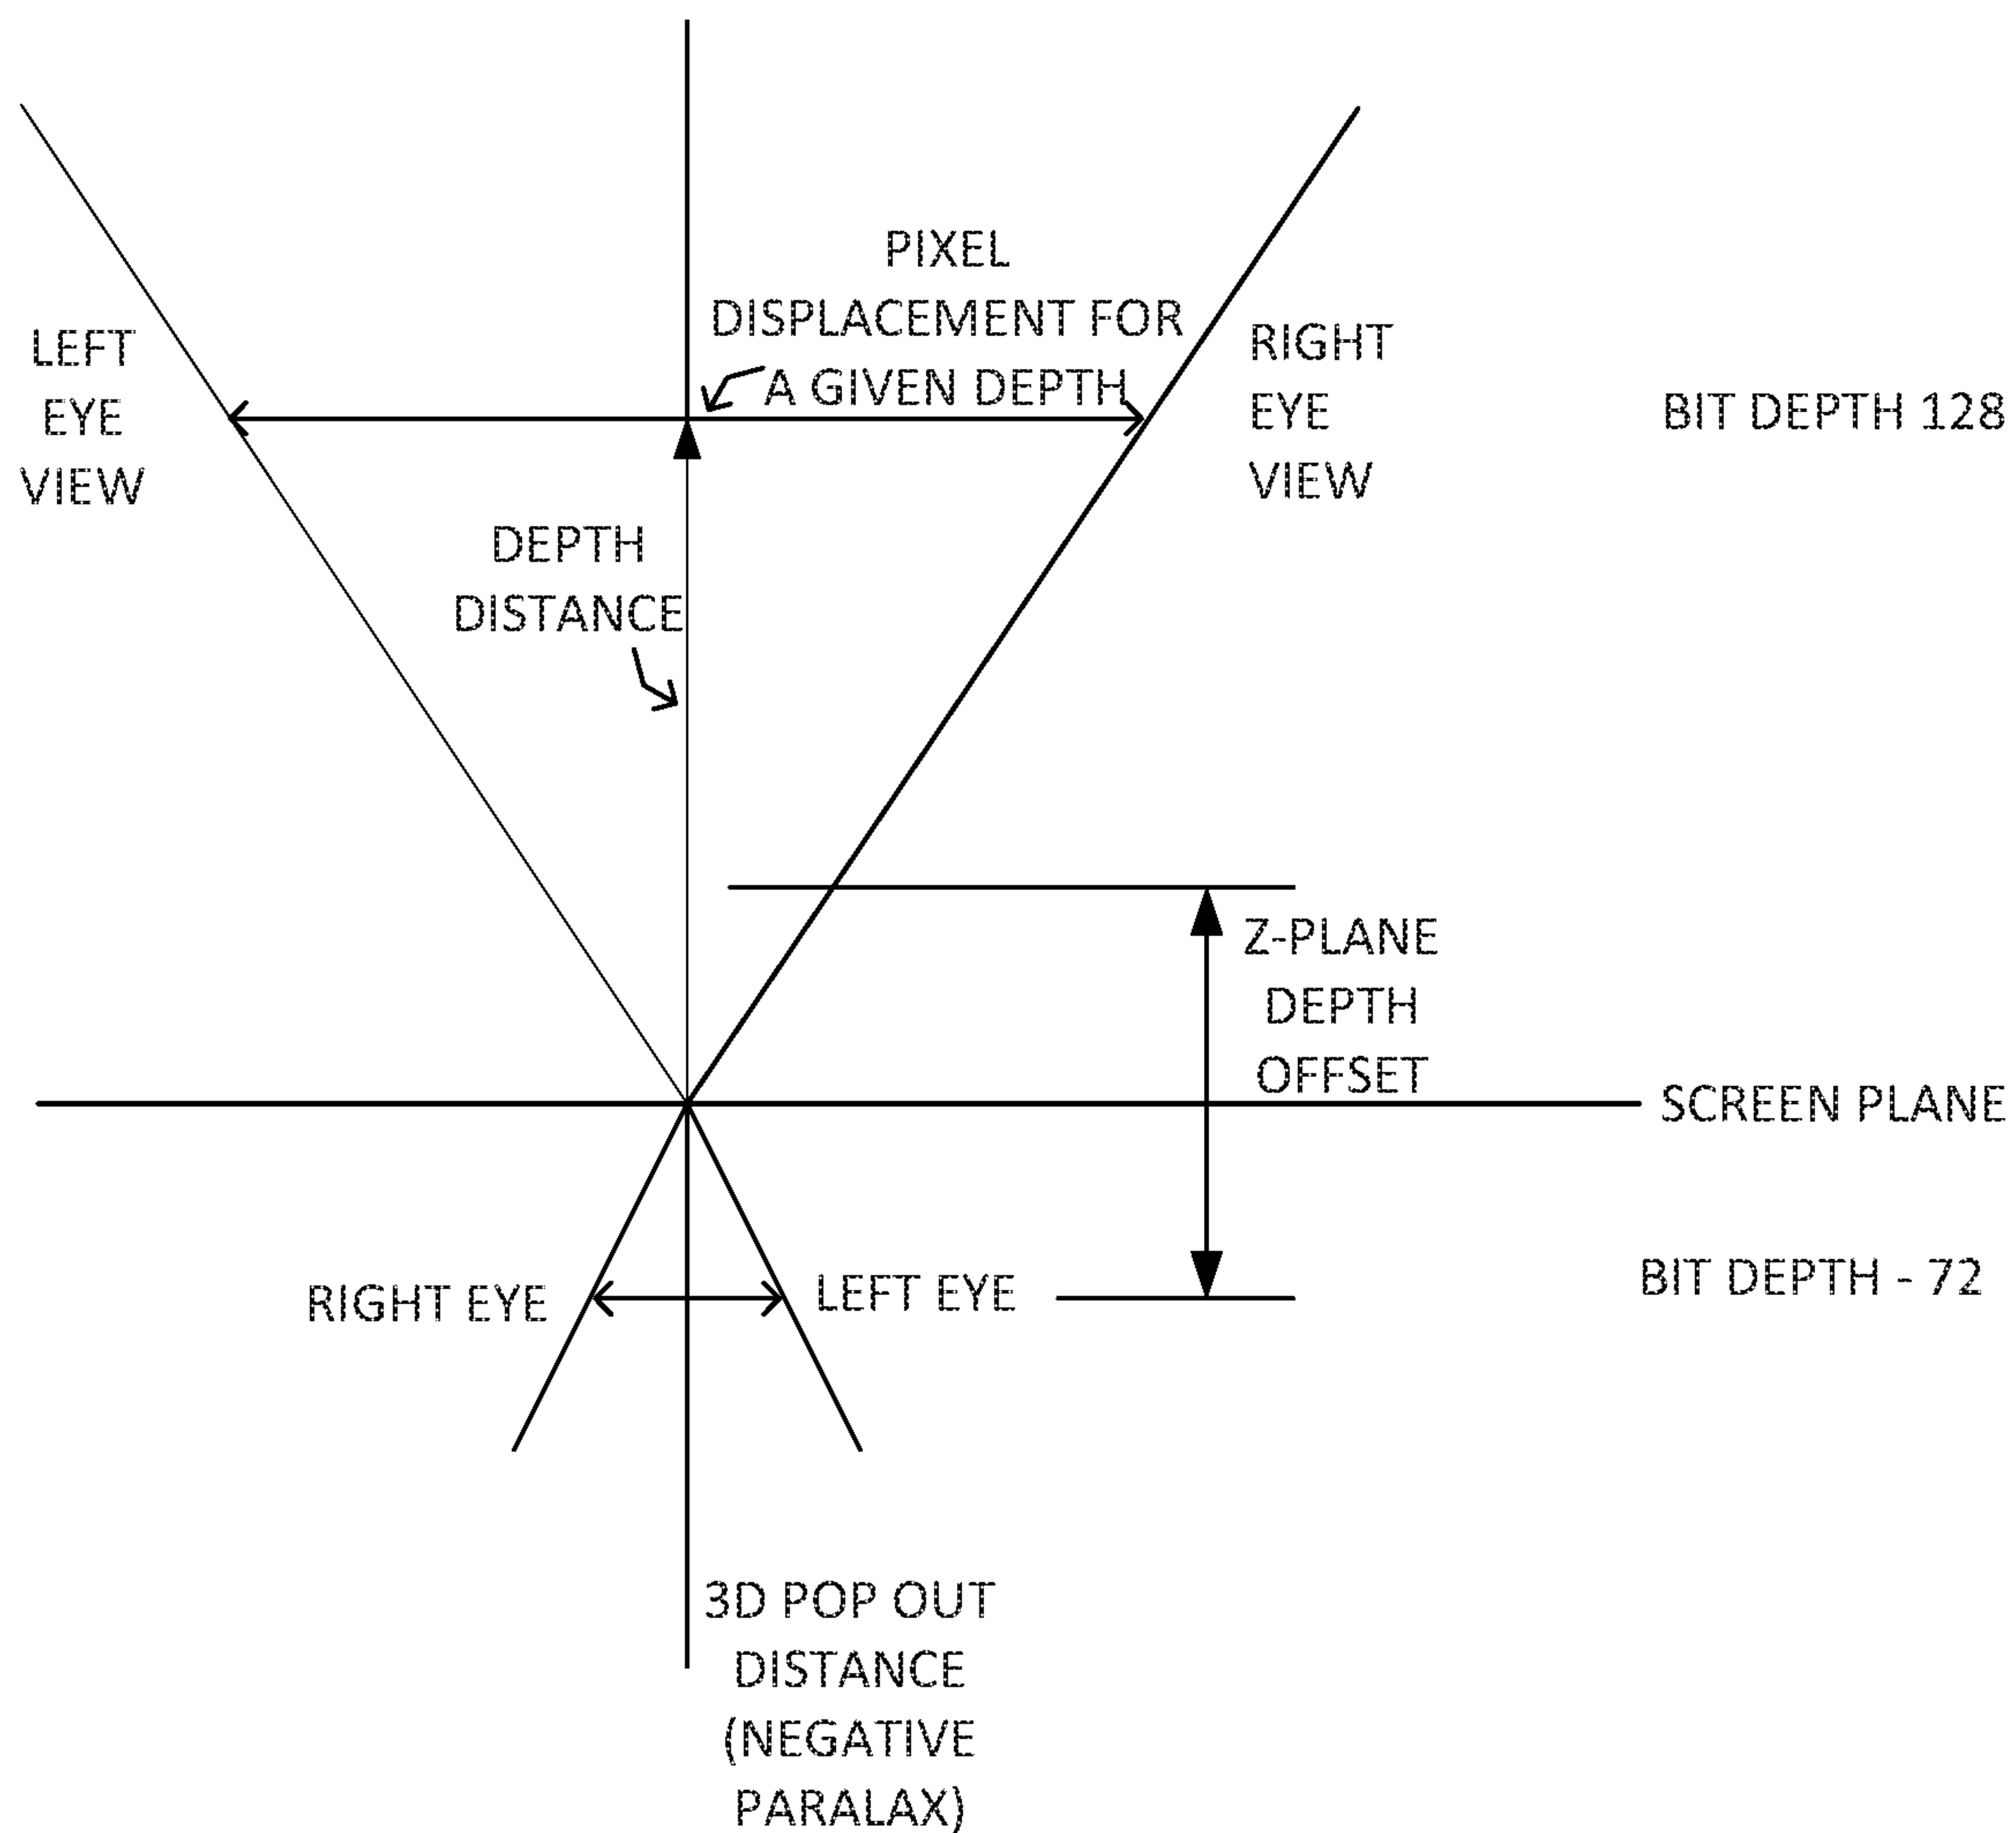 PIXEL
DISPLACEMENT FOR
A GIVEN DEPTH
LEFT
EYE
VIEW
RIGHT
EYE
VIEW
BIT DEPTH 128
DEPTH
DISTANCE
Z-PLANE
DEPTH
OFFSET
SCREEN PLANE
RIGHT EYE
LEFT EYE
BIT DEPTH - 72
3D POP OUT
DISTANCE
(NEGATIVE
PARALAX)